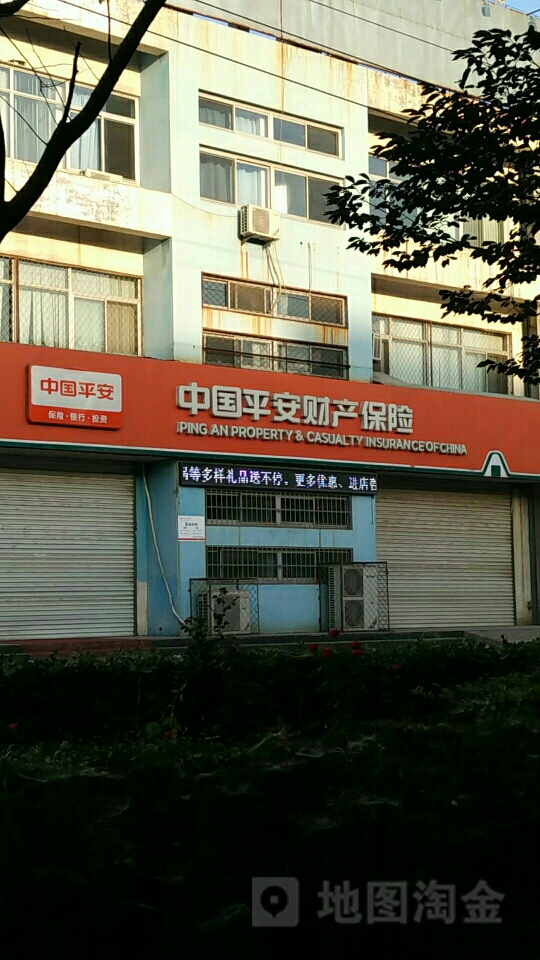 中国平安
保险·银行·投资
中国平安财产保险
PING AN PROPERTY & CASUALTY INSURANCE OF CHINA
等多样礼品送不停。更多优惠、进店
地图淘金